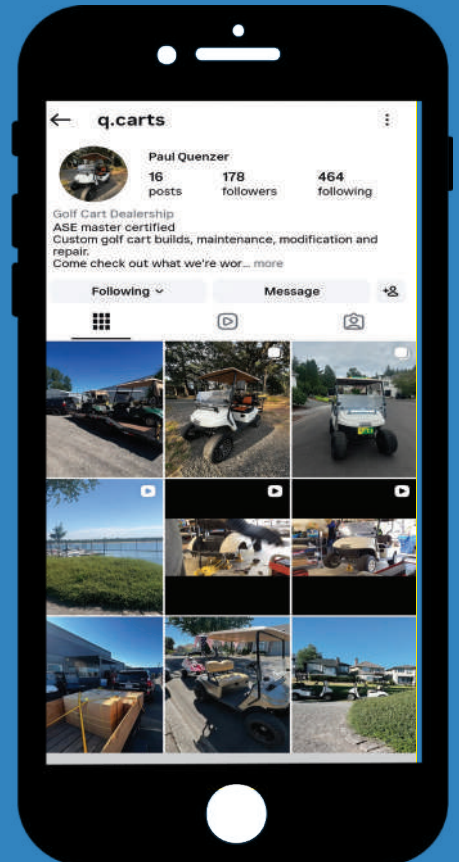 q.carts
Paul Quenzer
16 178 464
posts followers following
Golf Cart Dealership
ASE master certified
Custom golf cart builds, maintenance, modification and
repair.
Come check out what we're wor... more
Following Message